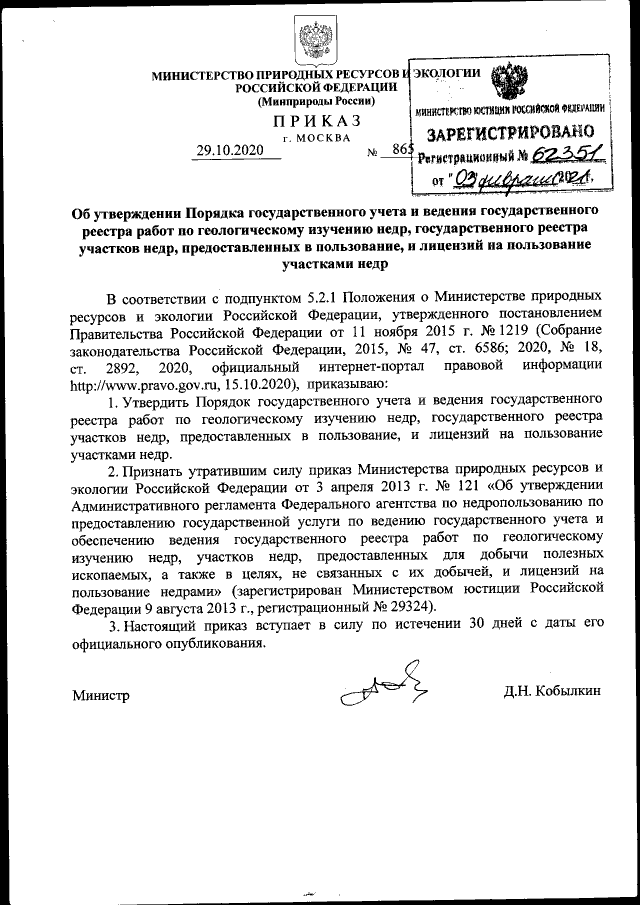 МИНИСТЕРСТВО ПРИРОДНЫХ РЕСУРСОВ И ЭКОЛОГИИ
РОССИЙСКОЙ ФЕДЕРАЦИИ
(Минприроды России)
ПРИКАЗ
г. МОСКВА
29.10.2020 № 865
МИНИСТЕРСТВО ЮСТИЦИИ РОССИЙСКОЙ ФЕДЕРАЦИИ
ЗАРЕГИСТРИРОВАНО
Регистрационный № 62351
от "03" февраля 2021.
Об утверждении Порядка государственного учета и ведения государственного
реестра работ по геологическому изучению недр, государственного реестра
участков недр, предоставленных в пользование, и лицензий на пользование
участками недр
В соответствии с подпунктом 5.2.1 Положения о Министерстве природных
ресурсов и экологии Российской Федерации, утвержденного постановлением
Правительства Российской Федерации от 11 ноября 2015 г. № 1219 (Собрание
законодательства Российской Федерации, 2015, № 47, ст. 6586; 2020, № 18,
ст. 2892, 2020, официальный интернет-портал правовой информации
http://www.pravo.gov.ru, 15.10.2020), приказываю:
1. Утвердить Порядок государственного учета и ведения государственного
реестра работ по геологическому изучению недр, государственного реестра
участков недр, предоставленных в пользование, и лицензий на пользование
участками недр.
2. Признать утратившим силу приказ Министерства природных ресурсов и
экологии Российской Федерации от 3 апреля 2013 г. № 121 «Об утверждении
Административного регламента Федерального агентства по недропользованию по
предоставлению государственной услуги по ведению государственного учета и
обеспечению ведения государственного реестра работ по геологическому
изучению недр, участков недр, предоставленных для добычи полезных
ископаемых, а также в целях, не связанных с их добычей, и лицензий на
пользование недрами» (зарегистрирован Министерством юстиции Российской
Федерации 9 августа 2013 г., регистрационный № 29324).
3. Настоящий приказ вступает в силу по истечении 30 дней с даты его
официального опубликования.
Министр Д.Н. Кобылкин